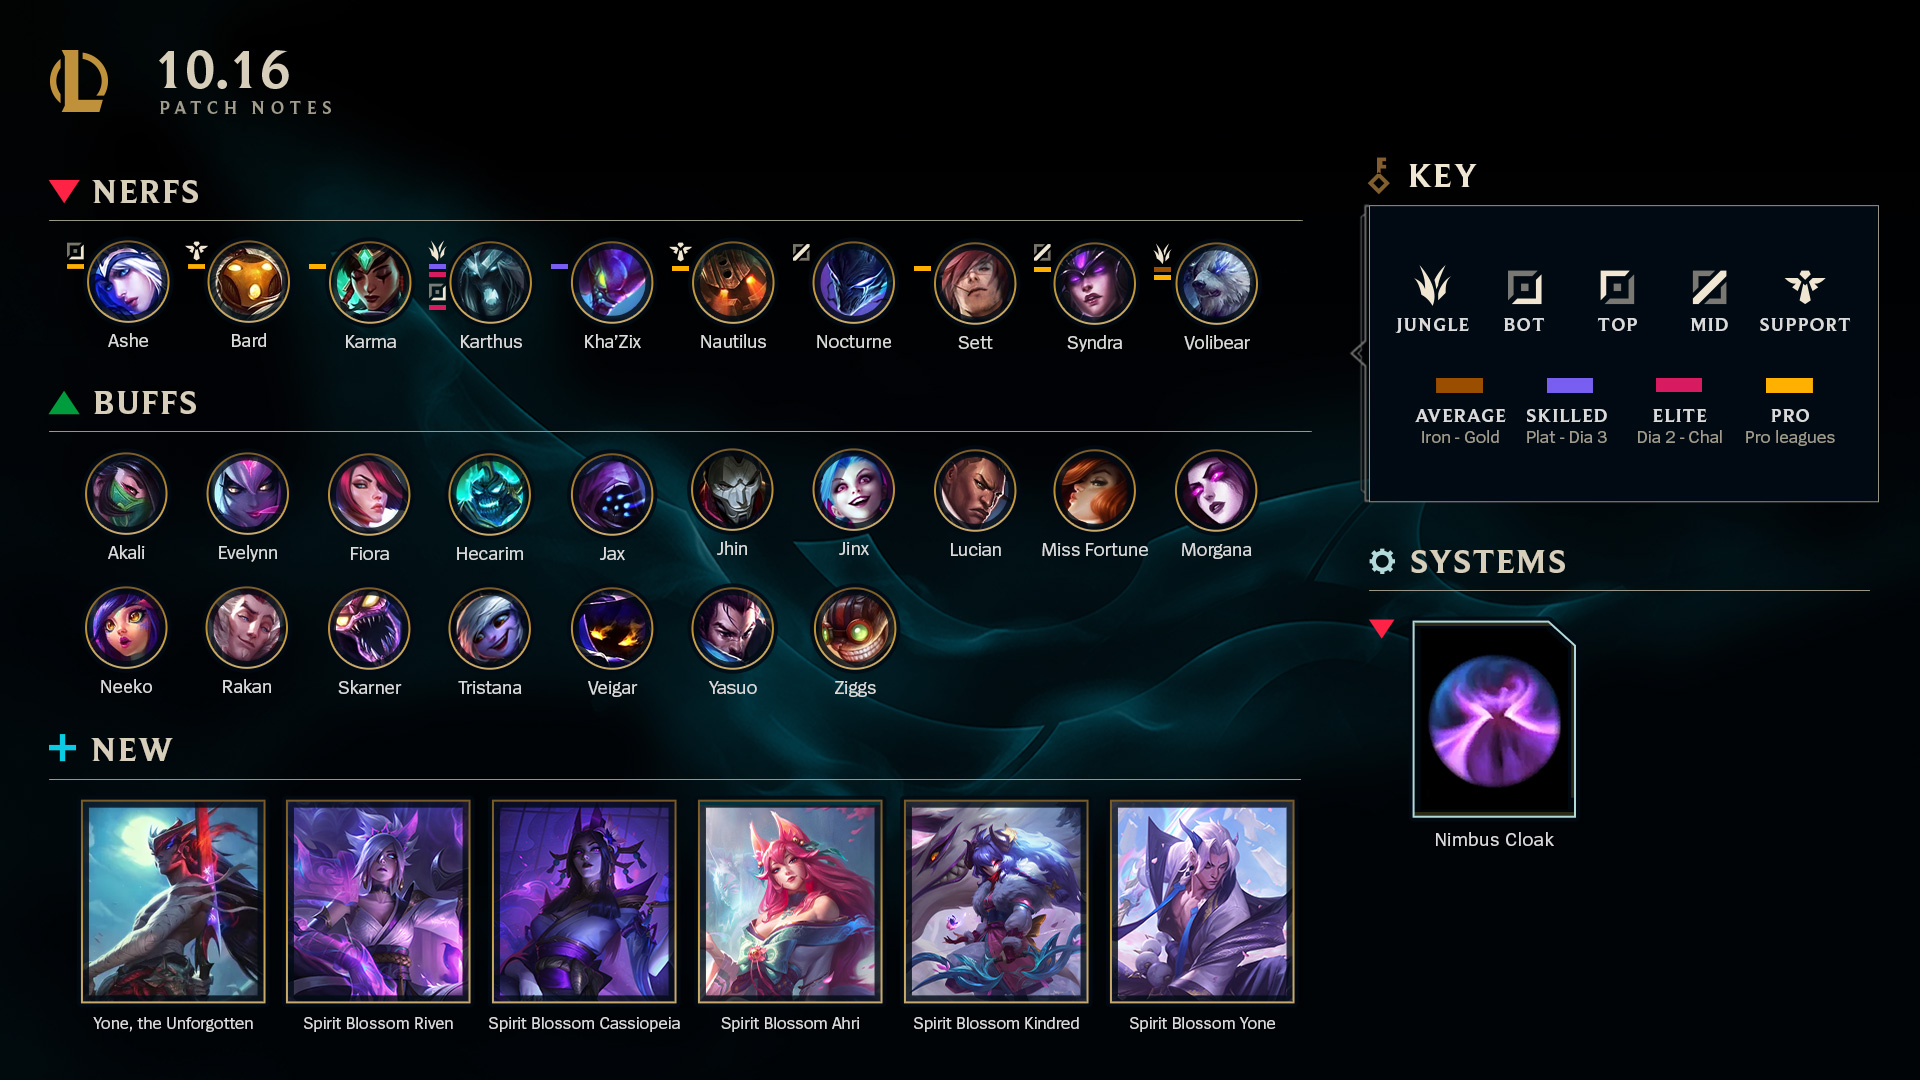 10.16
PATCH NOTES
NERFS
Ashe
Bard
Karma
Karthus
Kha'Zix
Nautilus
Nocturne
Sett
Syndra
Volibear
BUFFS
Akali
Evelynn
Fiora
Hecarim
Jax
Jhin
Jinx
Lucian
Miss Fortune
Morgana
Neeko
Rakan
Skarner
Tristana
Veigar
Yasuo
Ziggs
NEW
Yone, the Unforgotten
Spirit Blossom Riven
Spirit Blossom Cassiopeia
Spirit Blossom Ahri
Spirit Blossom Kindred
Spirit Blossom Yone
KEY
JUNGLE
BOT
TOP
MID
SUPPORT
AVERAGE
Iron - Gold
SKILLED
Plat - Dia 3
ELITE
Dia 2 - Chal
PRO
Pro leagues
SYSTEMS
Nimbus Cloak